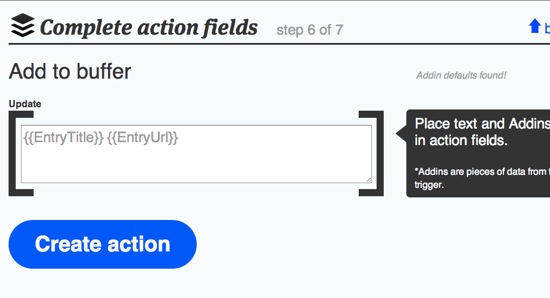 Complete action fields step 6 of 7
Add to buffer
Addin defaults found!
Update
{{EntryTitle}} {{EntryUrl}}
Place text and Addins
in action fields.
*Addins are pieces of data from
trigger.
Create action